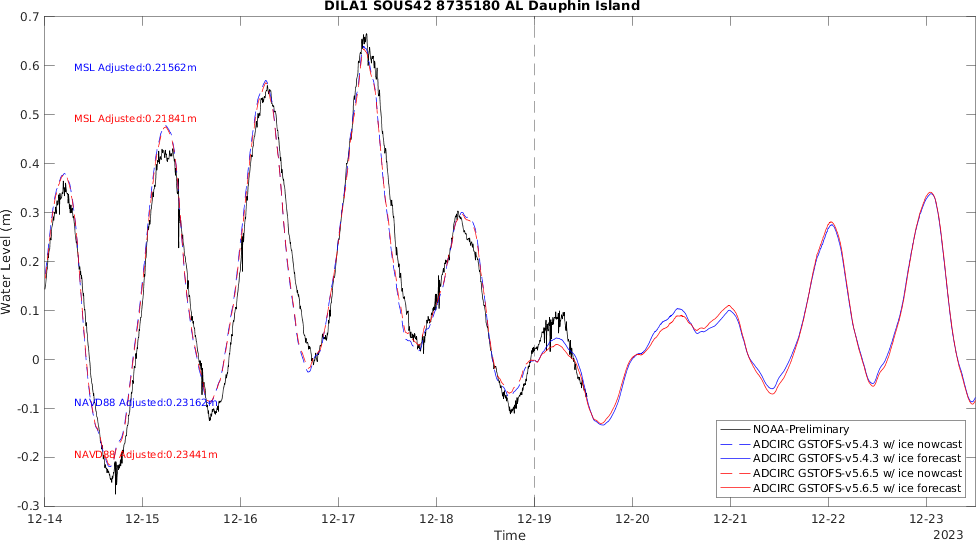 DILA1 SOUS42 8735180 AL Dauphin Island
0.7
0.6
0.5
0.4
0.3
0.2
0.1
0
-0.1
-0.2
-0.3
Water Level (m)
MSL Adjusted:0.21562m
MSL Adjusted:0.21841m
NAVD88 Adjusted:0.23162m
NAVD88 Adjusted:0.23441m
NOAA-Preliminary
ADCIRC GSTOFS-v5.4.3 w/ ice nowcast
ADCIRC GSTOFS-v5.4.3 w/ ice forecast
ADCIRC GSTOFS-v5.6.5 w/ ice nowcast
ADCIRC GSTOFS-v5.6.5 w/ ice forecast
12-14 12-15 12-16 12-17 12-18 12-19 12-20 12-21 12-22 12-23
Time
2023